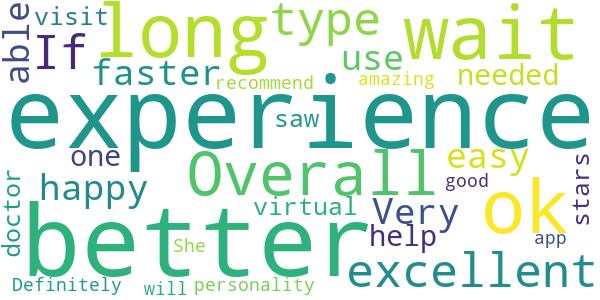 able
visit
If
long
type
wait
faster
use
recommend
amazing
needed
experience
saw
one
Overall
easy
doctor
happy
good
stars
better
virtual
Very
ok
She
help
app
excellent
Definitely
will
personality